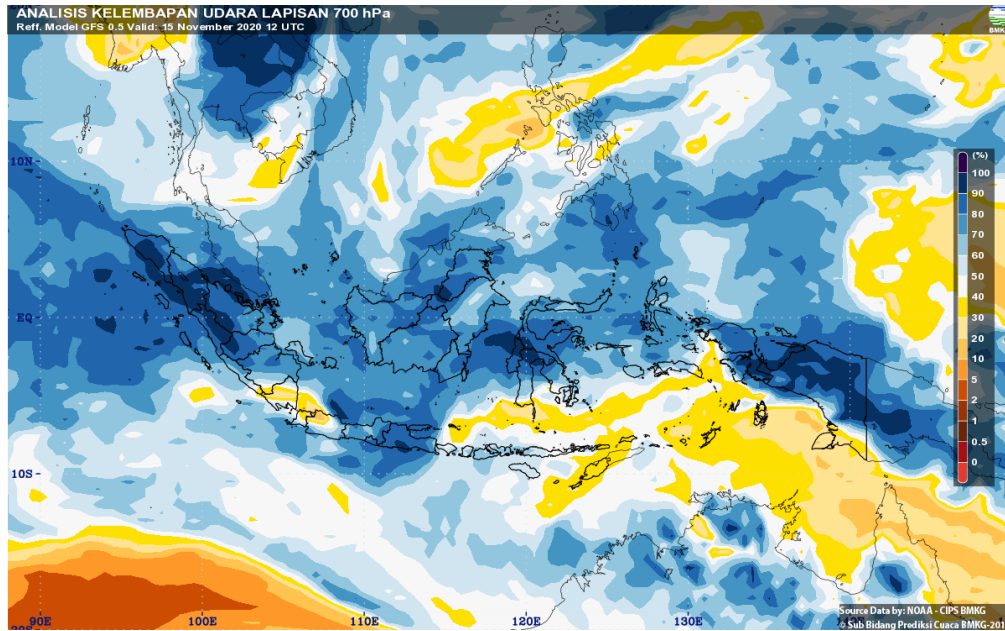 ANALISIS KELEMBAPAN UDARA LAPISAN 700 hPa
Reff. Model GFS 0.5 Valid: 15 November 2020 12 UTC
BMKG
10N
(%)
100
90
80
70
60
50
40
30
20
10
5
2
1
0.5
0
EQ
10S
90E
100E
110E
120E
130E
140E
Source Data by: NOAA - CIPS BMKG
© Sub Bidang Prediksi Cuaca BMKG-201